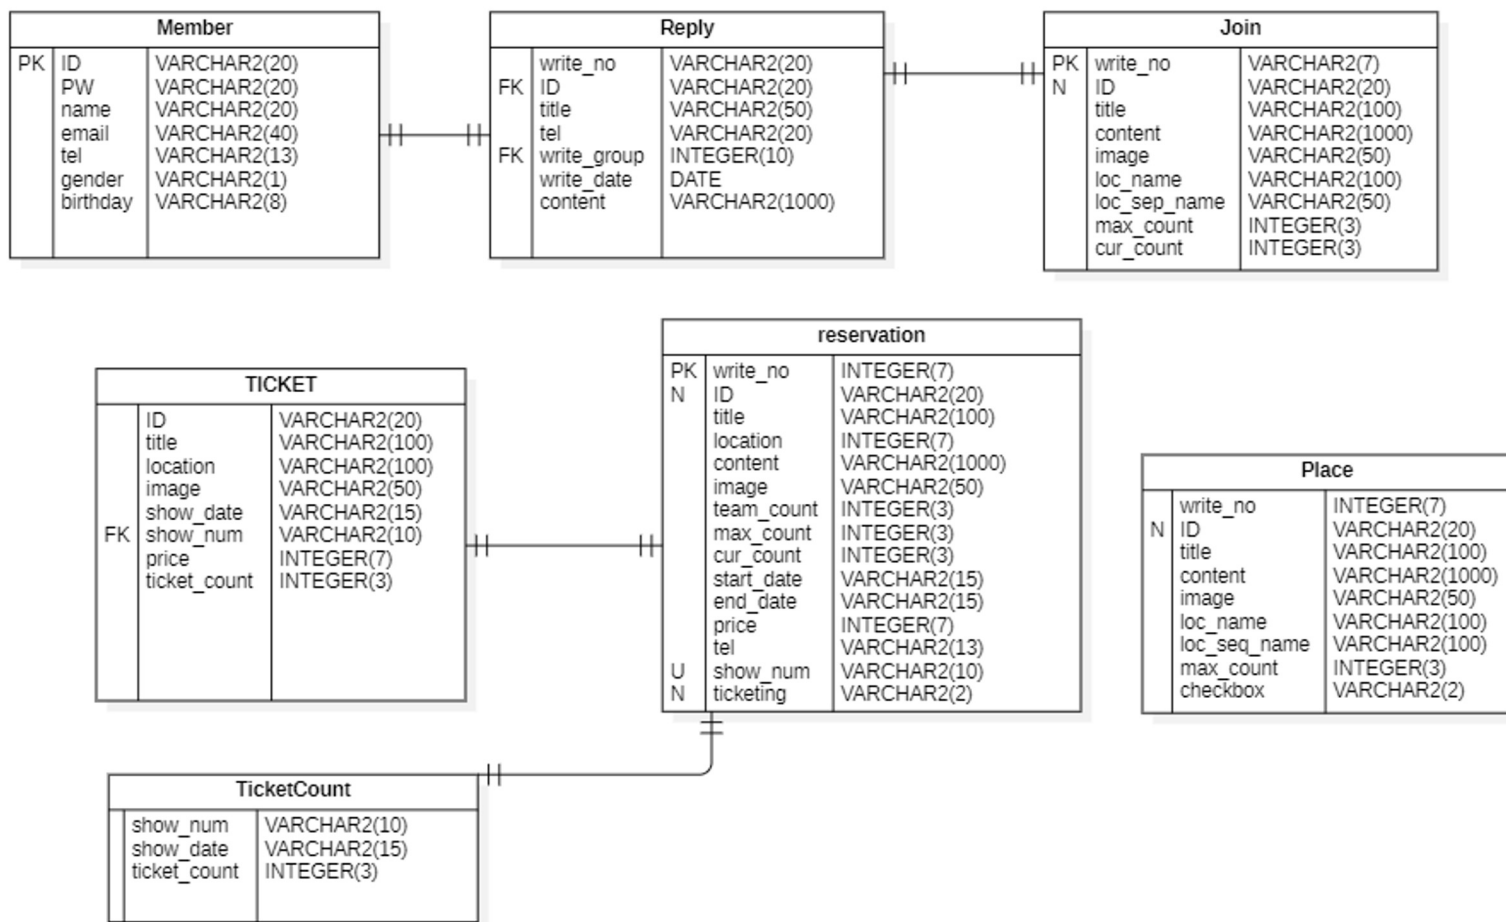 Member
PK ID VARCHAR2(20)
PW VARCHAR2(20)
name VARCHAR2(20)
email VARCHAR2(40)
tel VARCHAR2(13)
gender VARCHAR2(1)
birthday VARCHAR2(8)
Reply
write_no VARCHAR2(20)
FK ID VARCHAR2(20)
title VARCHAR2(50)
tel VARCHAR2(20)
FK write_group INTEGER(10)
write_date DATE
content VARCHAR2(1000)
Join
PK write_no VARCHAR2(7)
N ID VARCHAR2(20)
title VARCHAR2(100)
content VARCHAR2(1000)
image VARCHAR2(50)
loc_name VARCHAR2(100)
loc_sep_name VARCHAR2(50)
max_count INTEGER(3)
cur_count INTEGER(3)
TICKET
ID VARCHAR2(20)
title VARCHAR2(100)
location VARCHAR2(100)
image VARCHAR2(50)
show_date VARCHAR2(15)
FK show_num VARCHAR2(10)
price INTEGER(7)
ticket_count INTEGER(3)
reservation
PK write_no INTEGER(7)
N ID VARCHAR2(20)
title VARCHAR2(100)
location INTEGER(7)
content VARCHAR2(1000)
image VARCHAR2(50)
team_count INTEGER(3)
max_count INTEGER(3)
cur_count INTEGER(3)
start_date VARCHAR2(15)
end_date VARCHAR2(15)
price INTEGER(7)
tel VARCHAR2(13)
U show_num VARCHAR2(10)
N ticketing VARCHAR2(2)
Place
write_no INTEGER(7)
N ID VARCHAR2(20)
title VARCHAR2(100)
content VARCHAR2(1000)
image VARCHAR2(50)
loc_name VARCHAR2(100)
loc_seq_name VARCHAR2(100)
max_count INTEGER(3)
checkbox VARCHAR2(2)
TicketCount
show_num VARCHAR2(10)
show_date VARCHAR2(15)
ticket_count INTEGER(3)